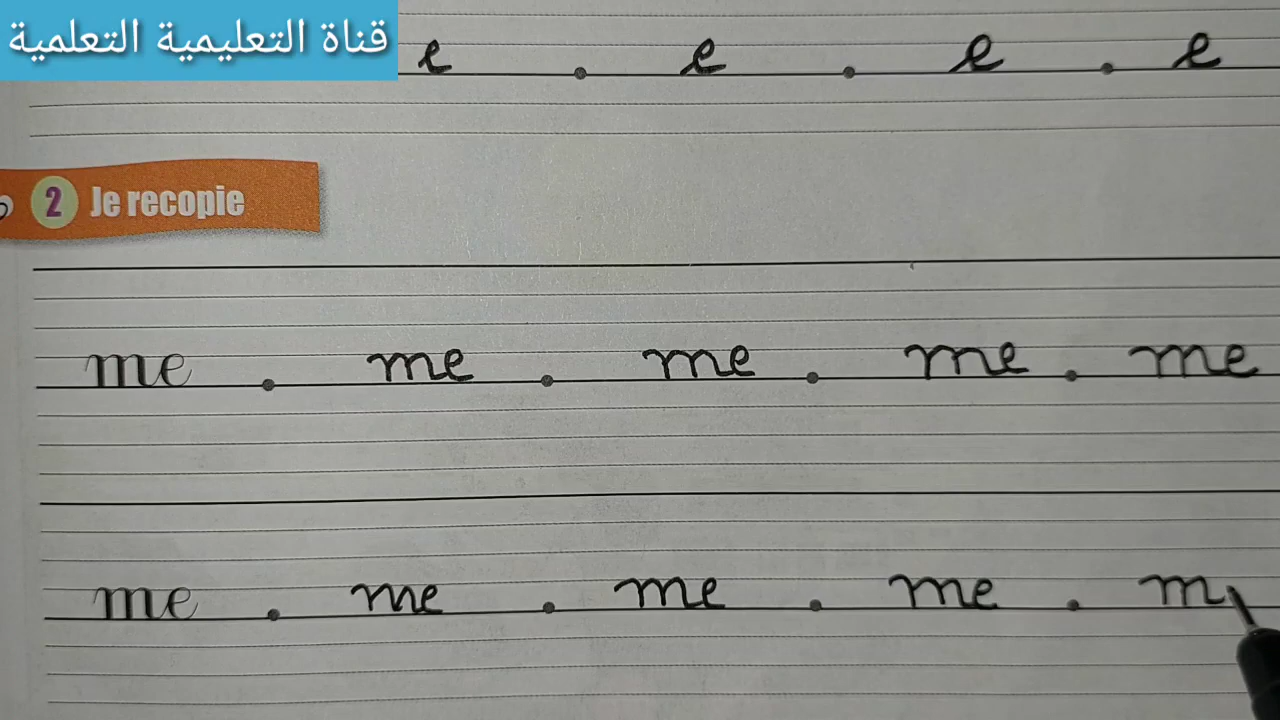 قناة التعليمية التعلمية
e . e . e . e
2 Je recopie
me . me . me . me . me
me . me . me . me . m